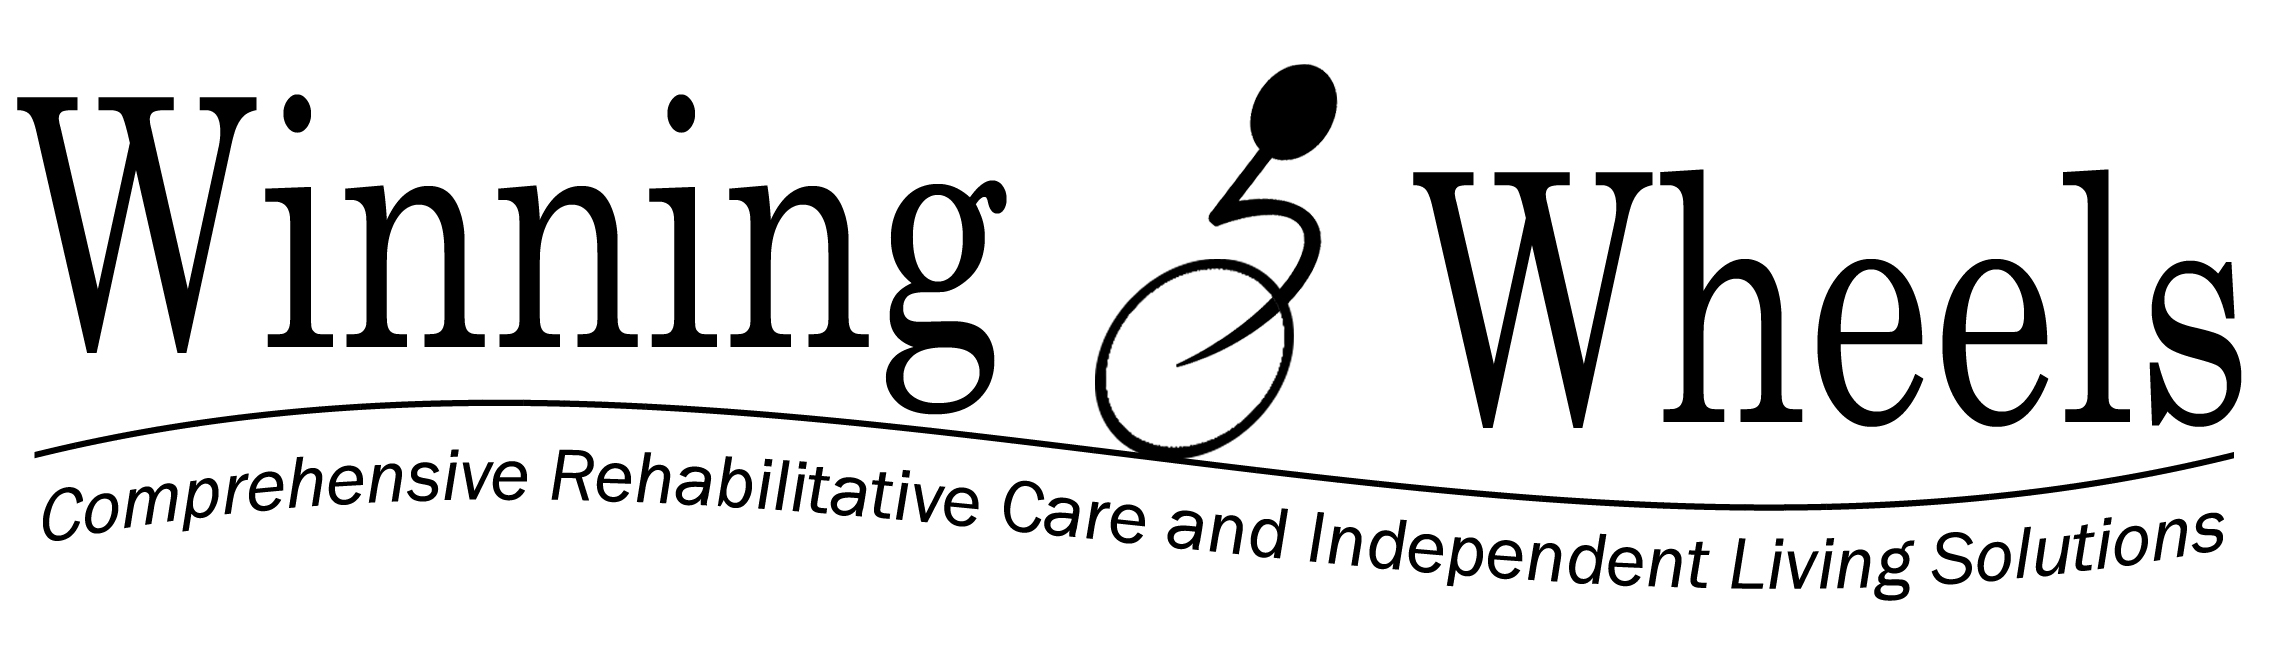 Winning Wheels
Comprehensive Rehabilitative Care and Independent Living Solutions